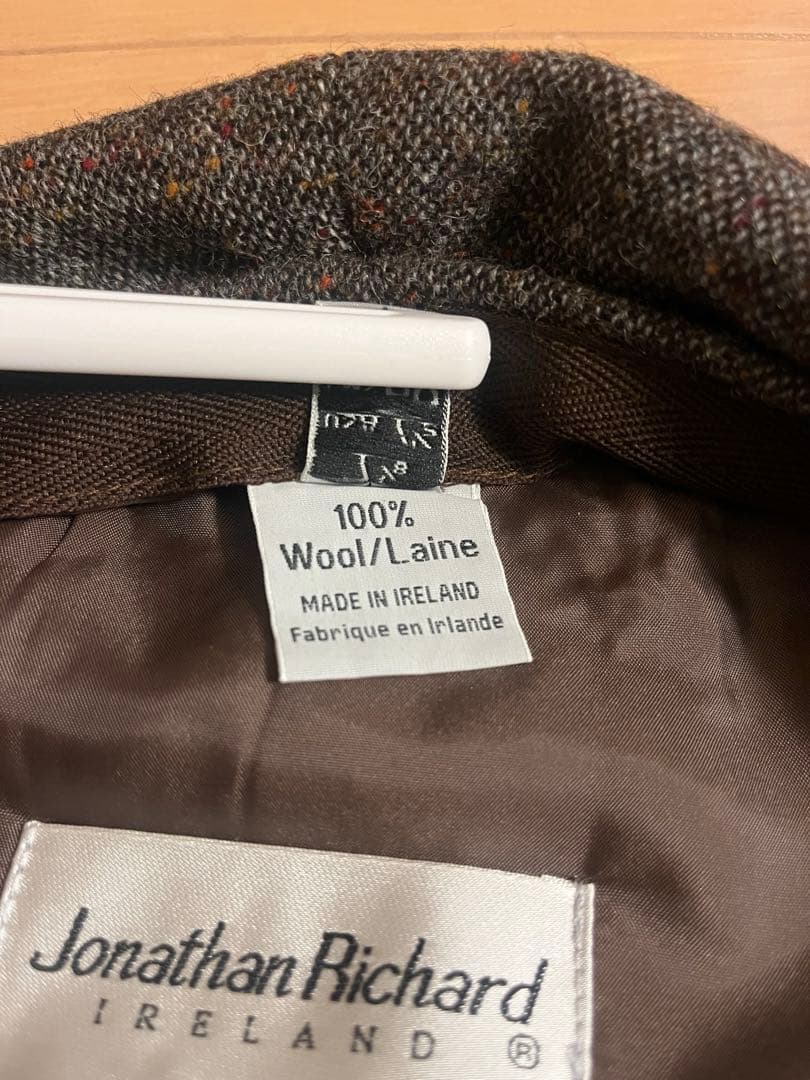 100%
Wool/Laine
MADE IN IRELAND
Fabrique en Irlande
Jonathan Richard
IRELAND ®